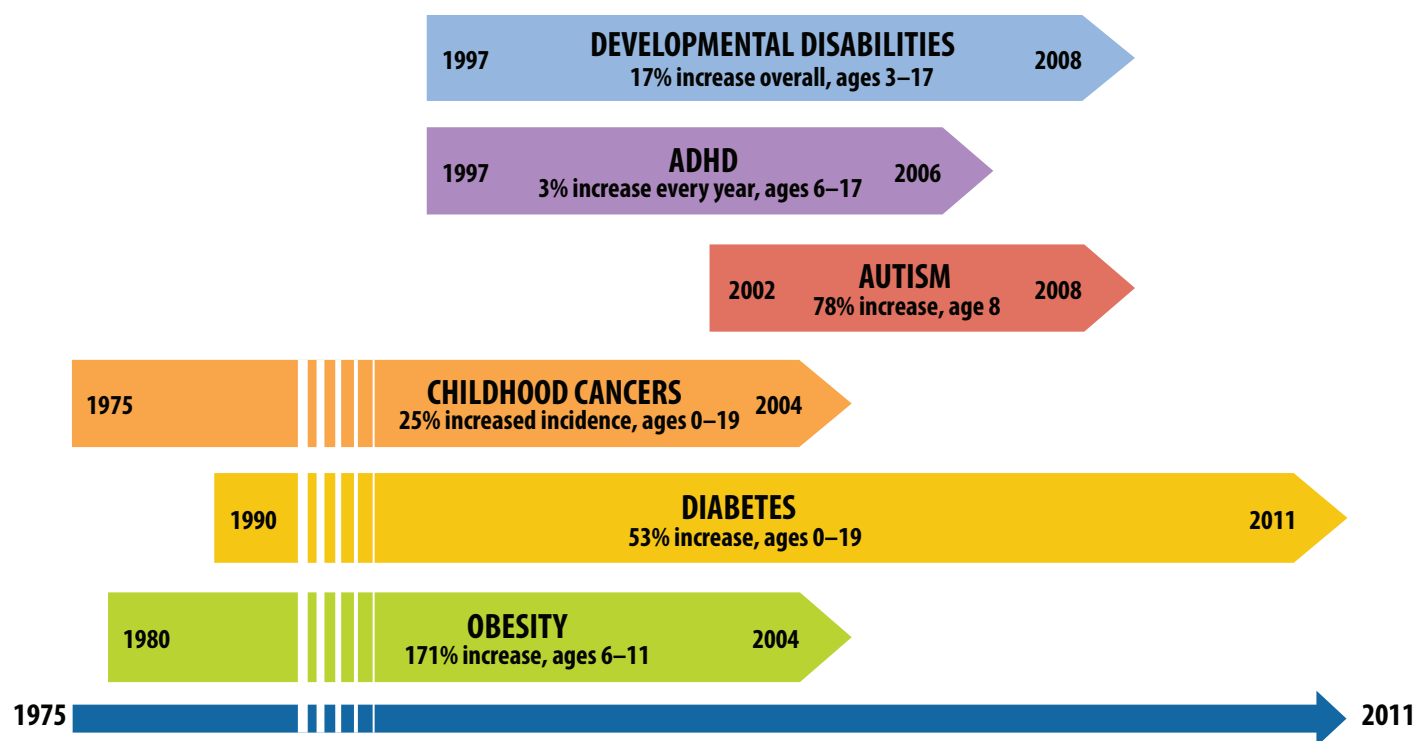 1997 DEVELOPMENTAL DISABILITIES 2008
17% increase overall, ages 3–17
1997 ADHD 2006
3% increase every year, ages 6–17
2002 AUTISM 2008
78% increase, age 8
1975 CHILDHOOD CANCERS 2004
25% increased incidence, ages 0–19
1990 DIABETES 2011
53% increase, ages 0–19
1980 OBESITY 2004
171% increase, ages 6–11
1975 2011